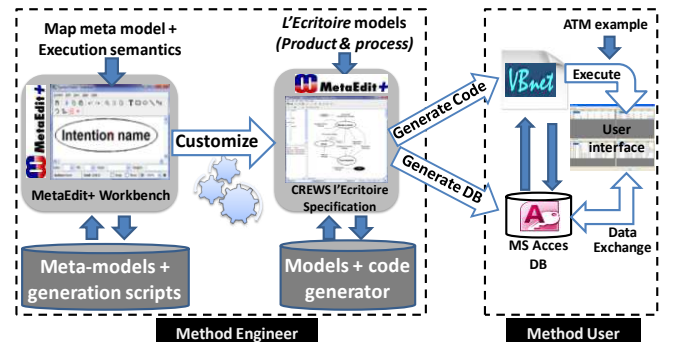 Map meta model +
Execution semantics
MetaEdit+
Intention name
MetaEdit+ Workbench
Meta-models +
generation scripts
Customize
L'Ecritoire models
(Product & process)
MetaEdit+
CREWS l'Ecritoire
Specification
Models + code
generator
Method Engineer
Generate Code
Generate DB
ATM example
VBnet
Execute
User
interface
A
MS Acces
DB
Data
Exchange
Method User